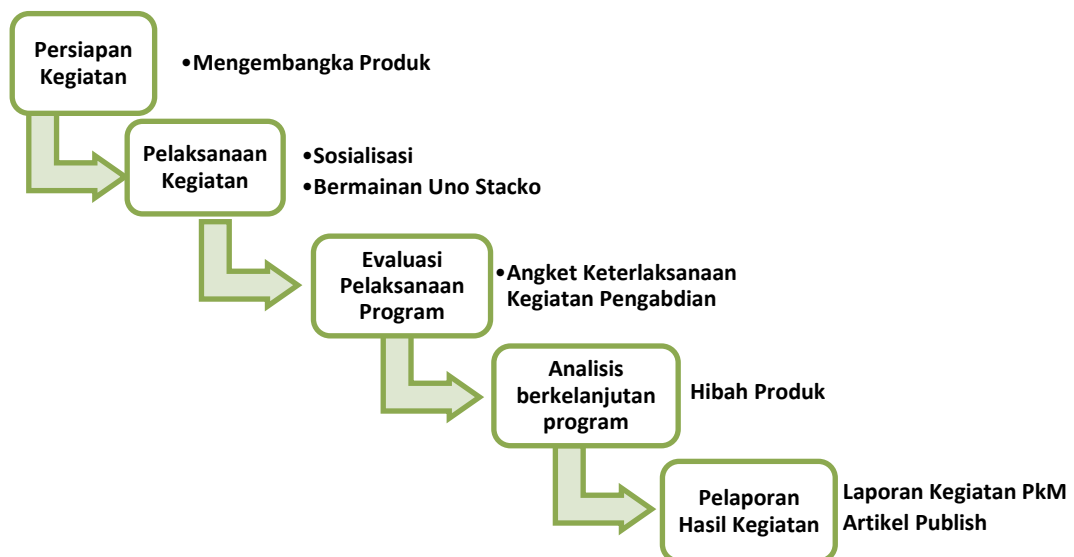 Persiapan
Kegiatan
•Mengembangka Produk
Pelaksanaan
Kegiatan
•Sosialisasi
•Bermainan Uno Stacko
Evaluasi
Pelaksanaan
Program
•Angket Keterlaksanaan
Kegiatan Pengabdian
Analisis
berkelanjutan
program
Hibah Produk
Pelaporan
Hasil Kegiatan
Laporan Kegiatan PkM
Artikel Publish